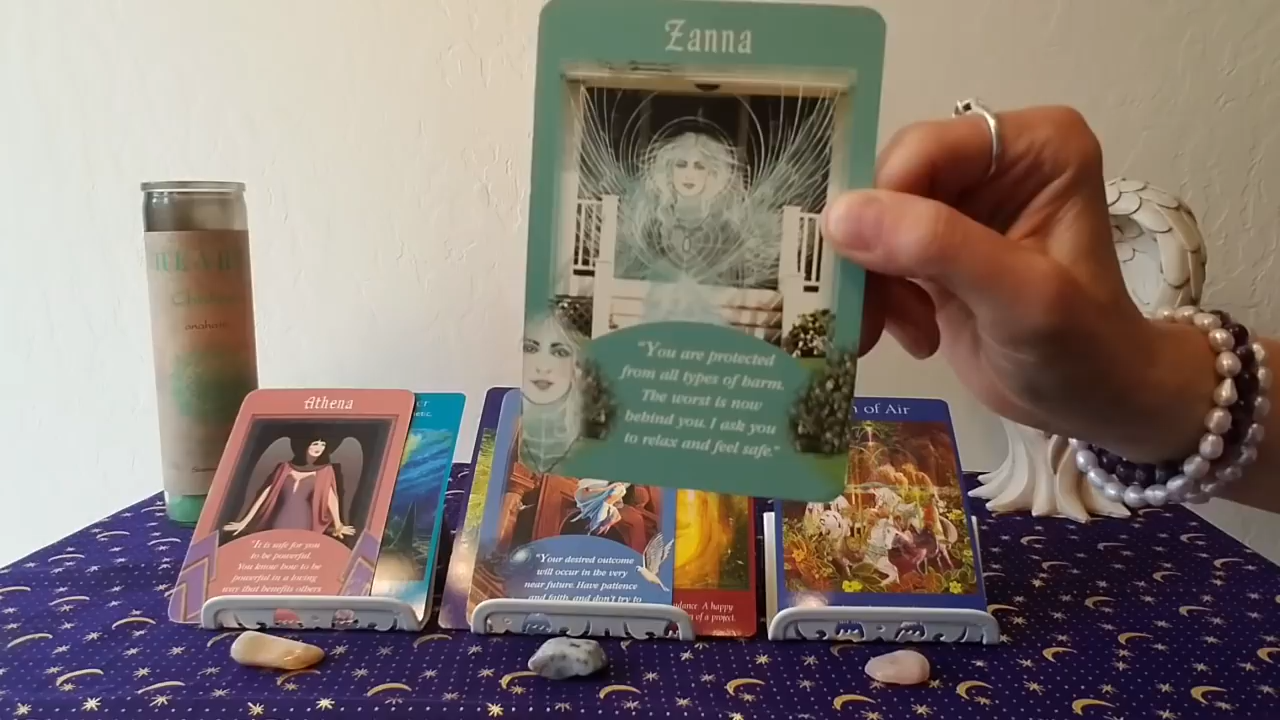 Zanna
"You are protected
from all types of harm.
The worst is now
behind you. I ask you
to relax and feel safe."
Athena
"It is safe for you
to be powerful.
You know how to be
powerful in a loving
way that benefits others
"Your desired outcome
will occur in the very
near future. Have patience
and faith, and don't try to
A happy
of a project.
of Air